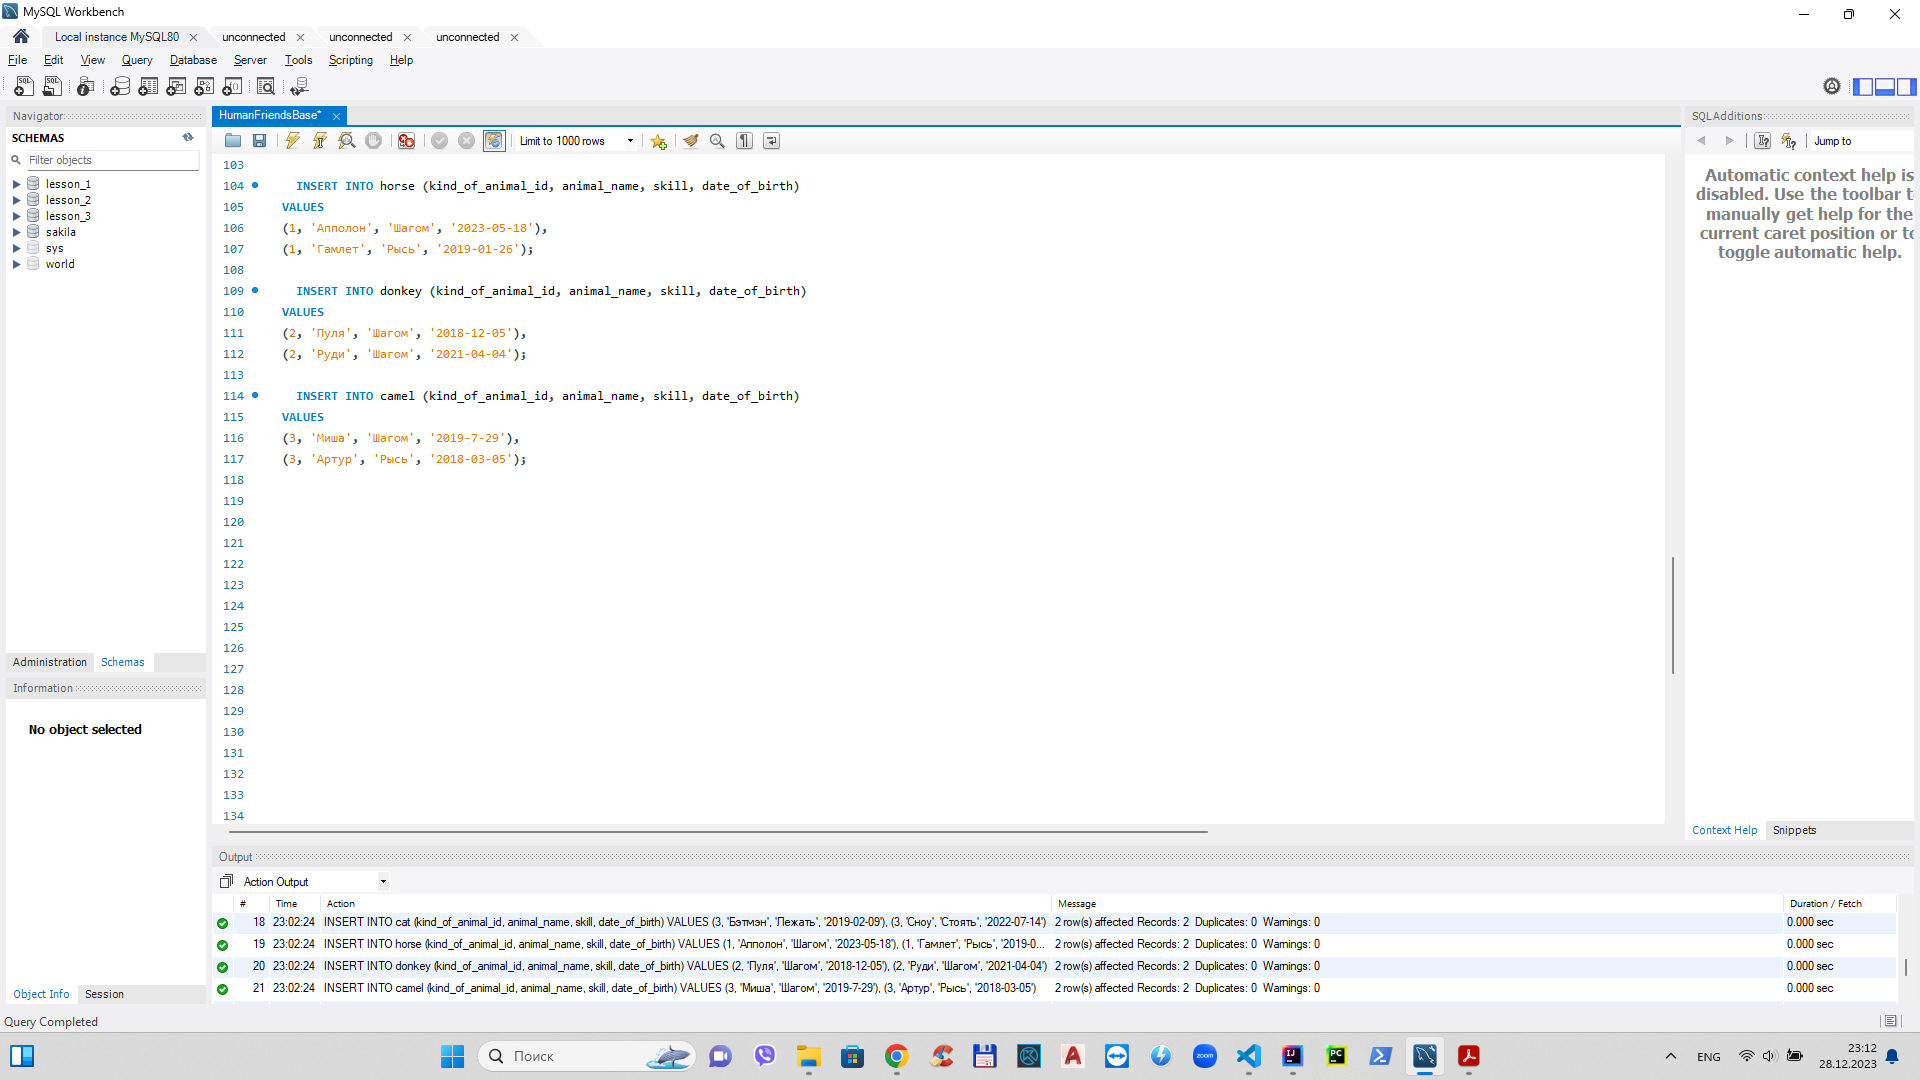 MySQL Workbench
Local instance MySQL80
unconnected
unconnected
unconnected
File Edit View Query Database Server Tools Scripting Help
Navigator
SCHEMAS
Filter objects
lesson_1
lesson_2
lesson_3
sakila
sys
world
Administration Schemas
Information
No object selected
Object Info Session
HumanFriendsBase*
Limit to 1000 rows
103
104 INSERT INTO horse (kind_of_animal_id, animal_name, skill, date_of_birth)
105 VALUES
106 (1, 'Апполон', 'Шагом', '2023-05-18'),
107 (1, 'Гамлет', 'Рысь', '2019-01-26');
108
109 INSERT INTO donkey (kind_of_animal_id, animal_name, skill, date_of_birth)
110 VALUES
111 (2, 'Пуля', 'Шагом', '2018-12-05'),
112 (2, 'Руди', 'Шагом', '2021-04-04');
113
114 INSERT INTO camel (kind_of_animal_id, animal_name, skill, date_of_birth)
115 VALUES
116 (3, 'Миша', 'Шагом', '2019-7-29'),
117 (3, 'Артур', 'Рысь', '2018-03-05');
118
119
120
121
122
123
124
125
126
127
128
129
130
131
132
133
134
SQLAdditions
Jump to
Automatic context help is
disabled. Use the toolbar t
manually get help for the
current caret position or to
toggle automatic help.
Context Help Snippets
Output
Action Output
# Time Action Message Duration / Fetch
18 23:02:24 INSERT INTO cat (kind_of_animal_id, animal_name, skill, date_of_birth) VALUES (3, 'Бэтмэн', 'Лежать', '2019-02-09'), (3, 'Сноу', 'Стоять', '2022-07-14') 2 row(s) affected Records: 2 Duplicates: 0 Warnings: 0 0.000 sec
19 23:02:24 INSERT INTO horse (kind_of_animal_id, animal_name, skill, date_of_birth) VALUES (1, 'Апполон', 'Шагом', '2023-05-18'), (1, 'Гамлет', 'Рысь', '2019-0... 2 row(s) affected Records: 2 Duplicates: 0 Warnings: 0 0.000 sec
20 23:02:24 INSERT INTO donkey (kind_of_animal_id, animal_name, skill, date_of_birth) VALUES (2, 'Пуля', 'Шагом', '2018-12-05'), (2, 'Руди', 'Шагом', '2021-04-04') 2 row(s) affected Records: 2 Duplicates: 0 Warnings: 0 0.000 sec
21 23:02:24 INSERT INTO camel (kind_of_animal_id, animal_name, skill, date_of_birth) VALUES (3, 'Миша', 'Шагом', '2019-7-29'), (3, 'Артур', 'Рысь', '2018-03-05') 2 row(s) affected Records: 2 Duplicates: 0 Warnings: 0 0.000 sec
Query Completed
Поиск
zoom
IJ
PC
ENG
23:12
28.12.2023